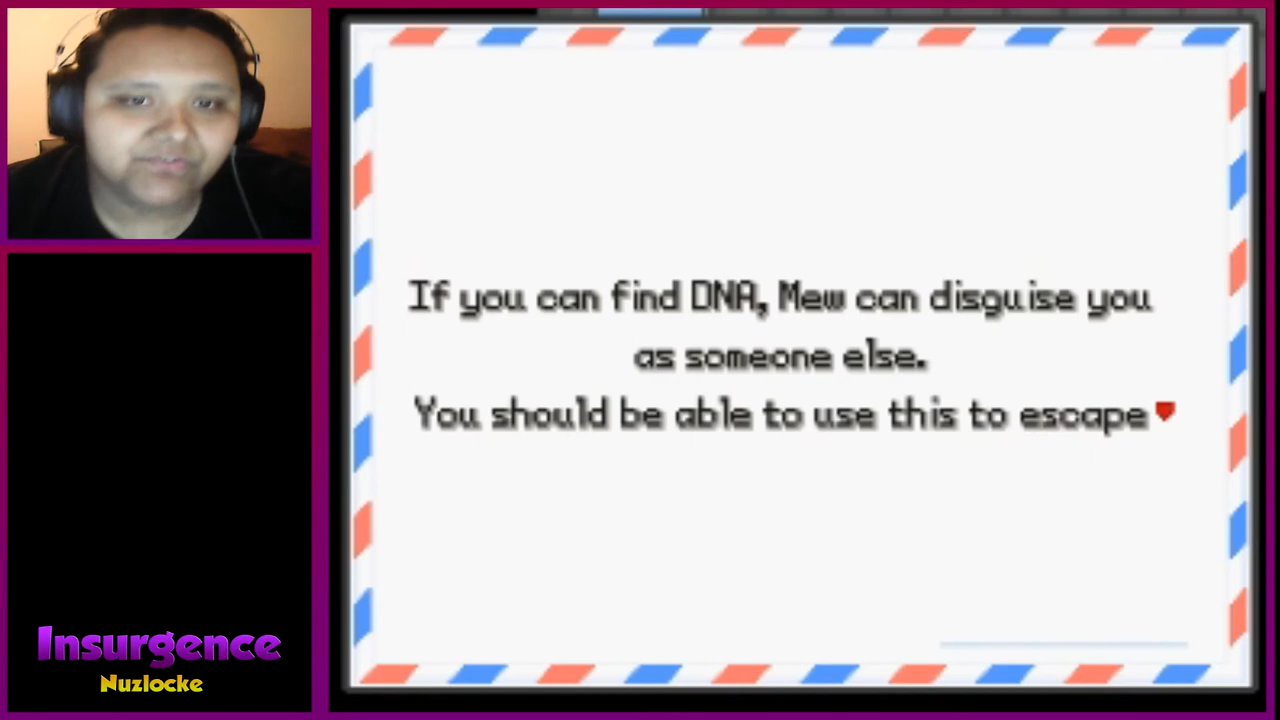 If you can find DNA, Mew can disguise you
as someone else.
You should be able to use this to escape
Insurgence
Nuzlocke